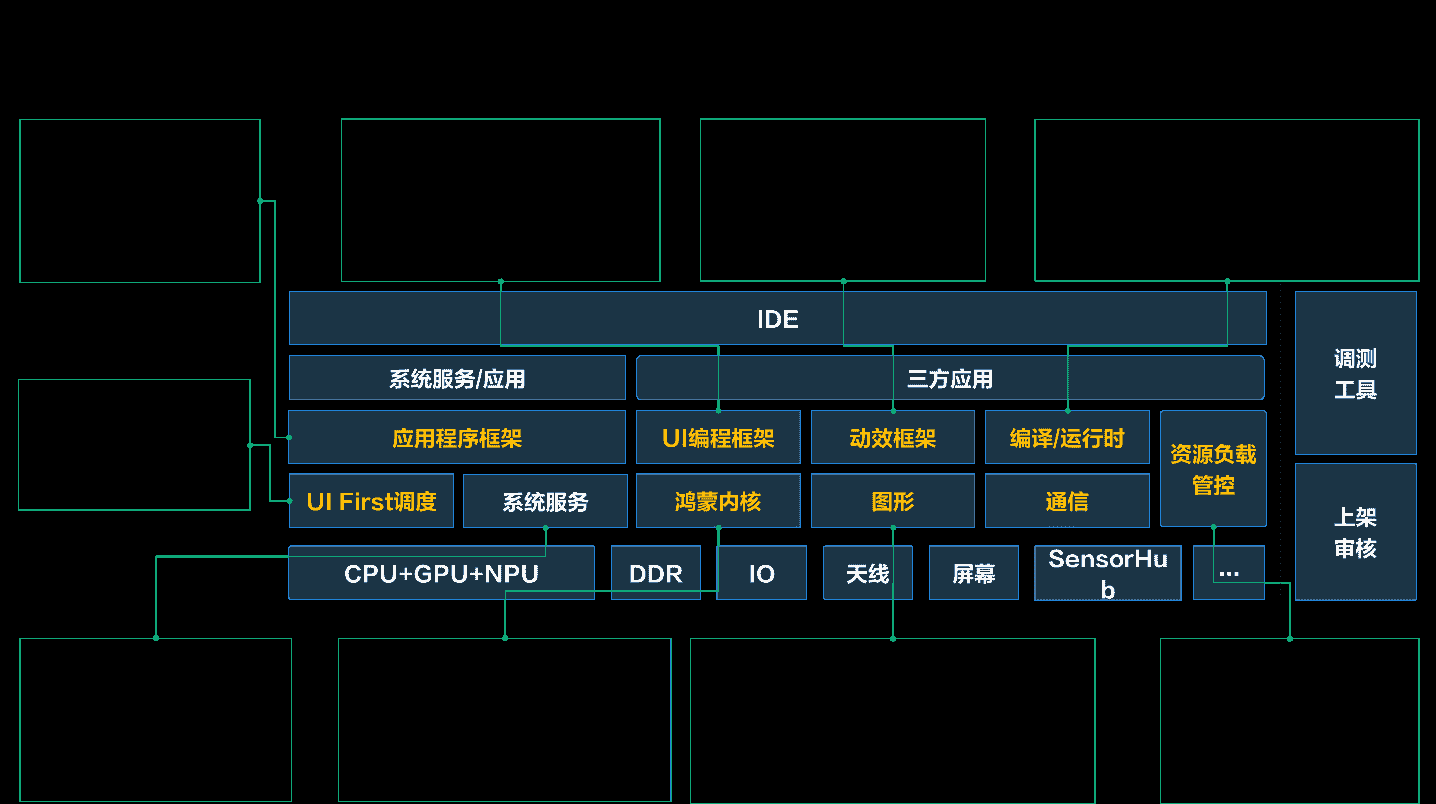 IDE
系统服务/应用
三方应用
调测
工具
应用程序框架
UI编程框架
动效框架
编译/运行时
资源负载
管控
UI First调度
系统服务
鸿蒙内核
图形
通信
上架
审核
CPU+GPU+NPU
DDR
IO
天线
屏幕
SensorHu
b
...